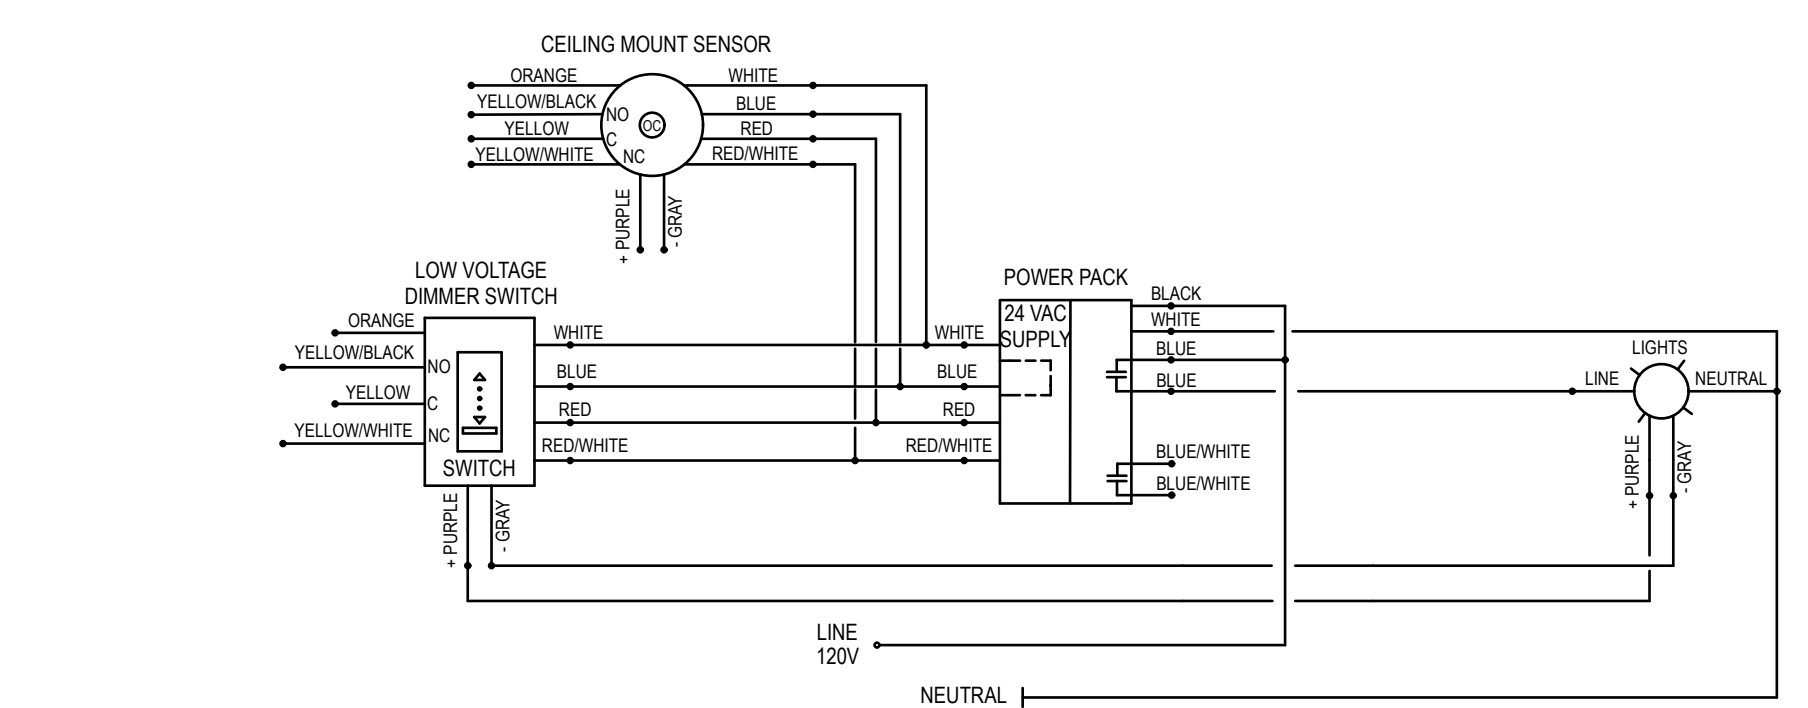 CEILING MOUNT SENSOR
ORANGE
WHITE
YELLOW/BLACK
NO
BLUE
YELLOW
C
OC
RED
YELLOW/WHITE
NC
RED/WHITE
+ PURPLE
- GRAY
LOW VOLTAGE
DIMMER SWITCH
ORANGE
YELLOW/BLACK
NO
YELLOW
C
YELLOW/WHITE
NC
SWITCH
+ PURPLE
- GRAY
WHITE
BLUE
RED
RED/WHITE
WHITE
BLUE
RED
RED/WHITE
POWER PACK
24 VAC
SUPPLY
BLACK
WHITE
BLUE
BLUE
BLUE/WHITE
BLUE/WHITE
LIGHTS
LINE
NEUTRAL
+ PURPLE
- GRAY
LINE
120V
NEUTRAL